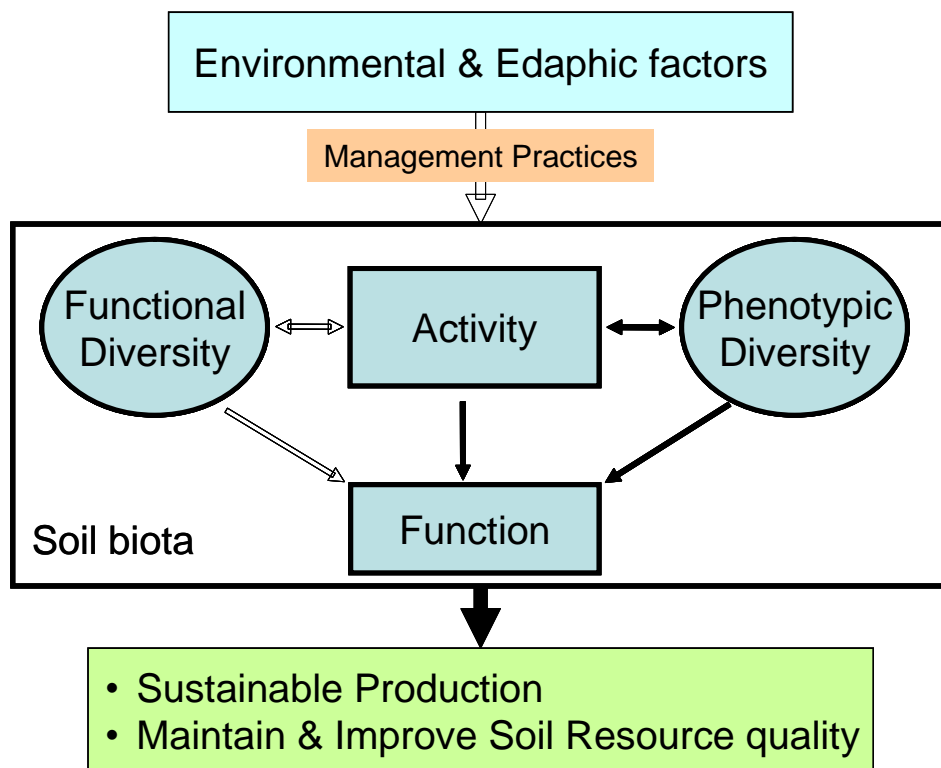 Environmental & Edaphic factors
Management Practices
Functional
Diversity
Activity
Phenotypic
Diversity
Function
Soil biota
• Sustainable Production
• Maintain & Improve Soil Resource quality